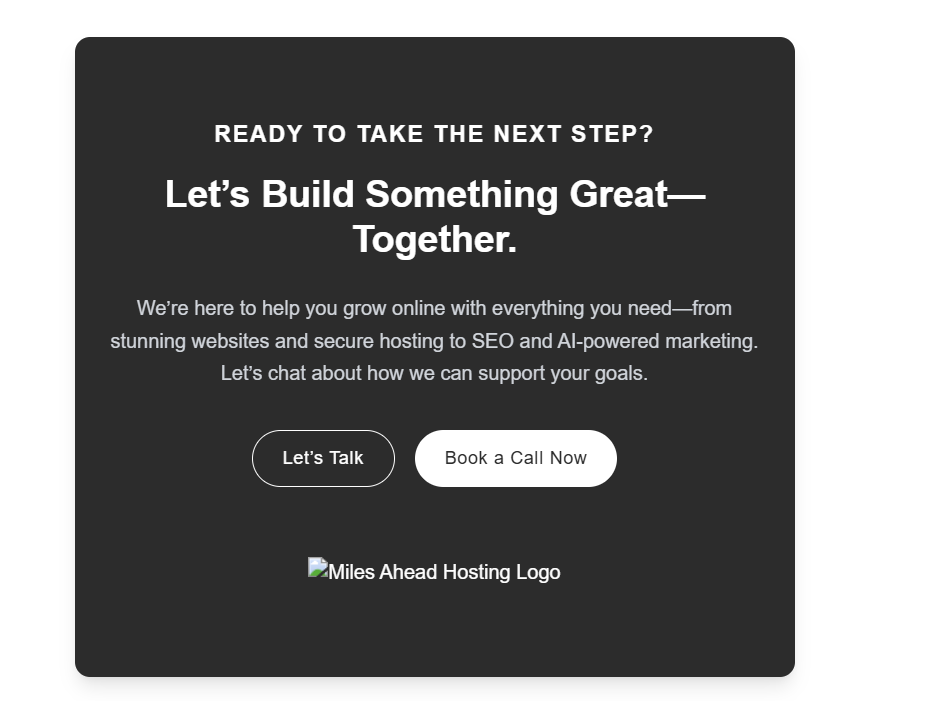 READY TO TAKE THE NEXT STEP?
Let’s Build Something Great—
Together.
We’re here to help you grow online with everything you need—from
stunning websites and secure hosting to SEO and AI-powered marketing.
Let’s chat about how we can support your goals.
Let’s Talk
Book a Call Now
Miles Ahead Hosting Logo